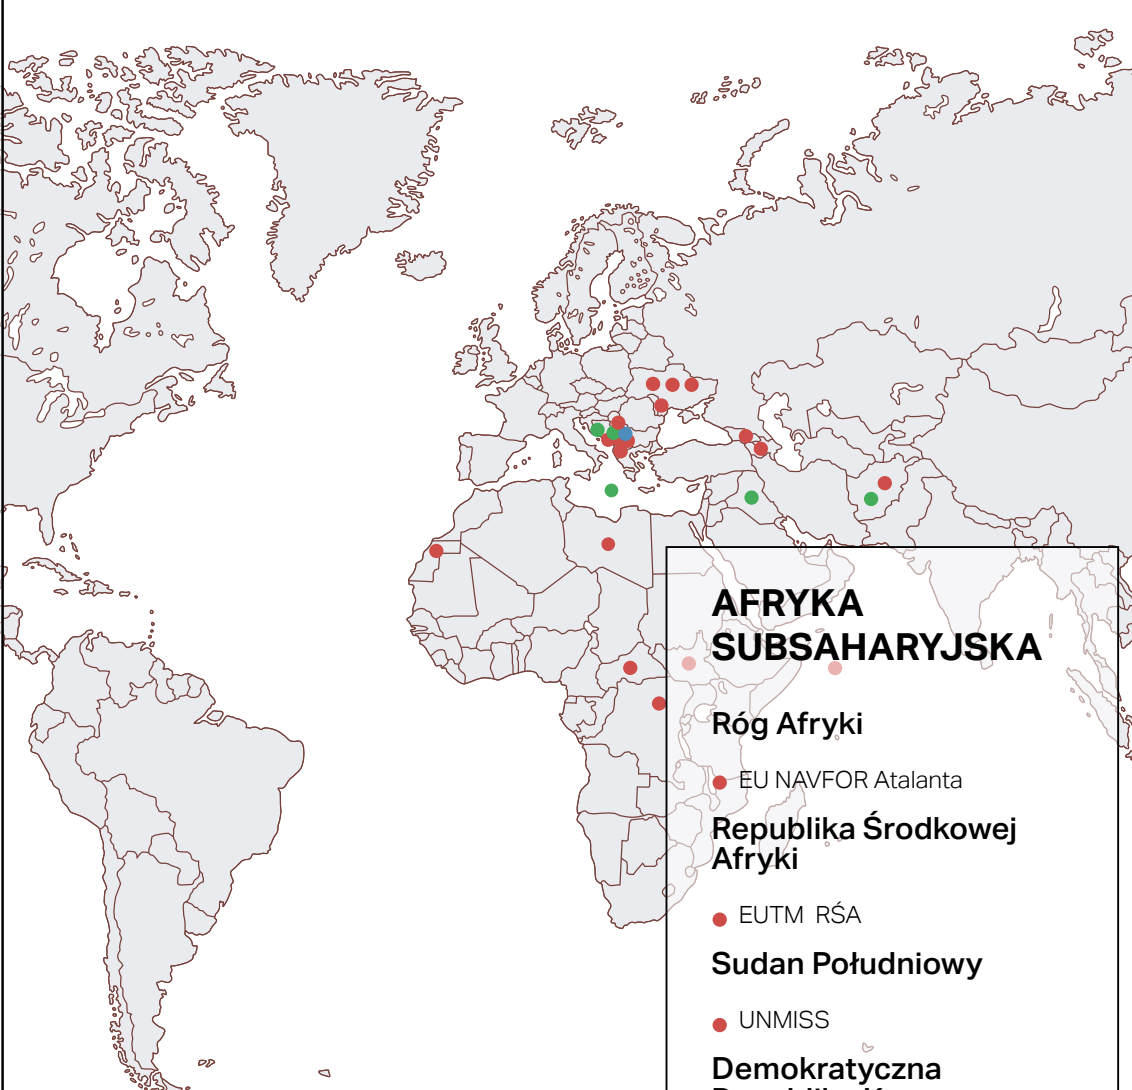 AFRYKA
SUBSAHARYJSKA
Róg Afryki
EU NAVFOR Atalanta
Republika Środkowej
Afryki
EUTM RŚA
Sudan Południowy
UNMISS
Demokratyczna